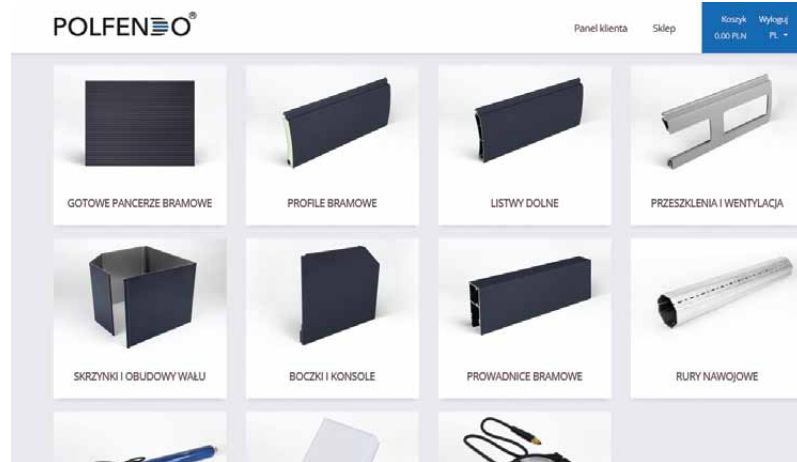 POLFENDO®
Panel klienta
Sklep
Koszyk
0.00 PLN
Wyloguj
PL
GOTOWE PANCERZE BRAMOWE
PROFILE BRAMOWE
LISTWY DOLNE
PRZESZKLENIA I WENTYLACJA
SKRZYNKI I OBUDOWY WAŁU
BOCZKI I KONSOLE
PROWADNICE BRAMOWE
RURY NAWOJOWE